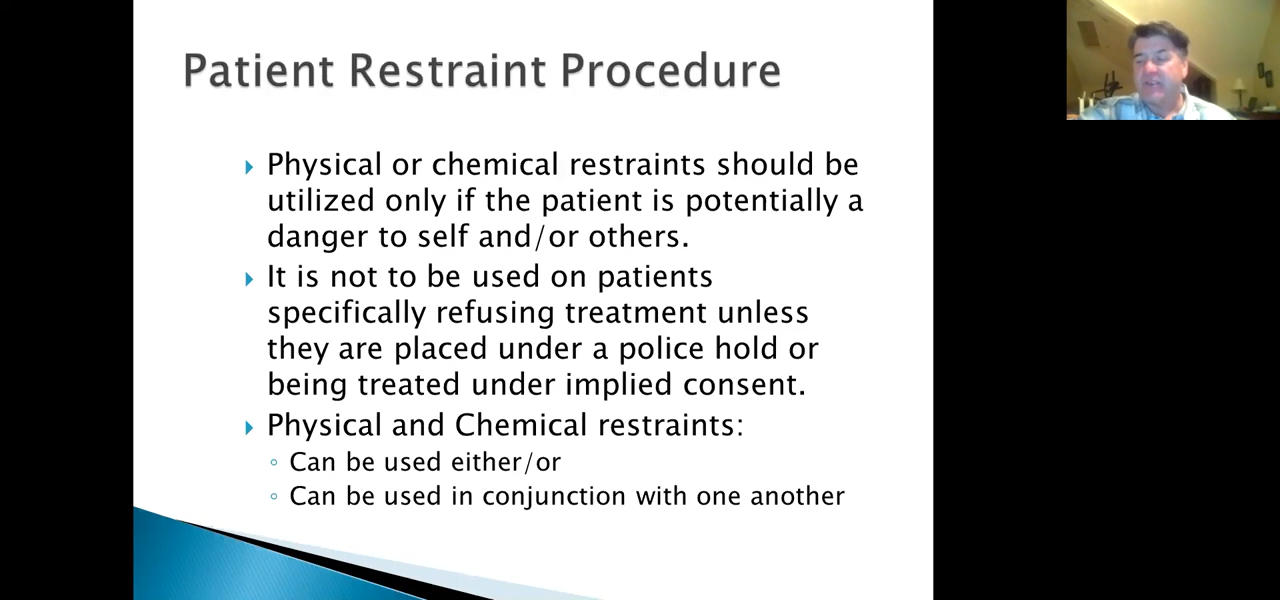 Patient Restraint Procedure
Physical or chemical restraints should be
utilized only if the patient is potentially a
danger to self and/or others.
It is not to be used on patients
specifically refusing treatment unless
they are placed under a police hold or
being treated under implied consent.
Physical and Chemical restraints:
Can be used either/or
Can be used in conjunction with one another